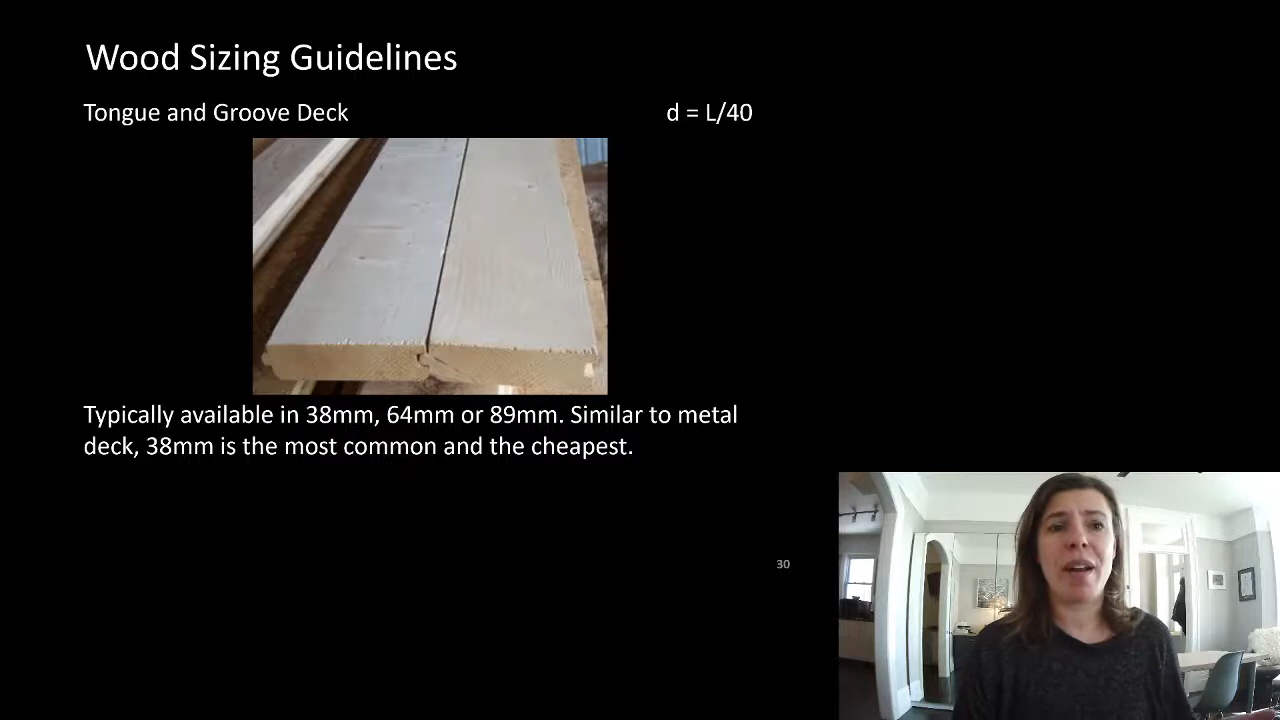 Wood Sizing Guidelines
Tongue and Groove Deck d = L/40
Typically available in 38mm, 64mm or 89mm. Similar to metal
deck, 38mm is the most common and the cheapest.
30